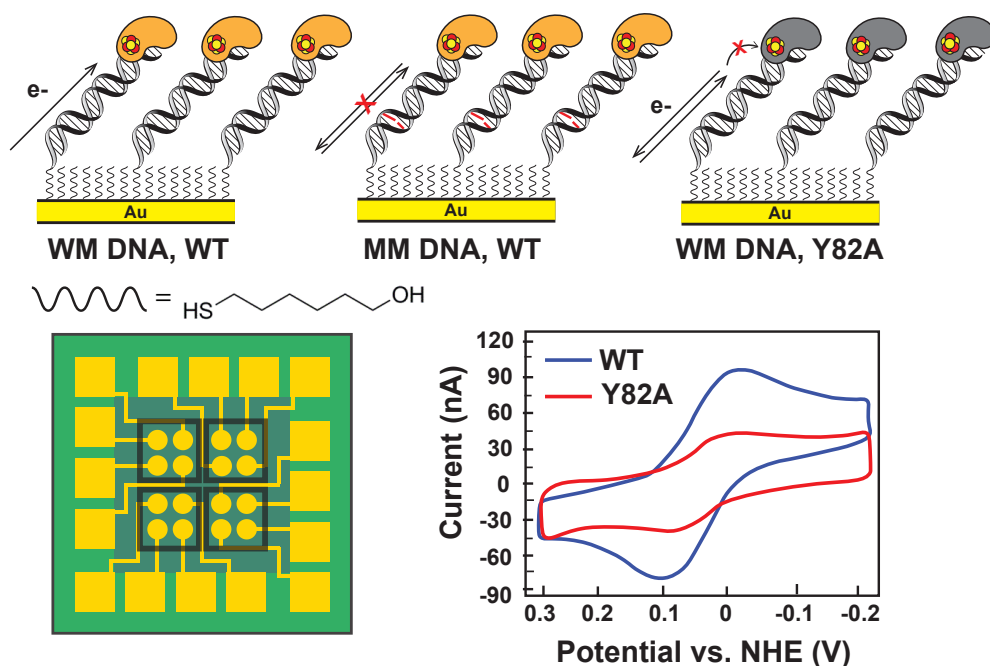 e-
e-
Au
Au
Au
WM DNA, WT
MM DNA, WT
WM DNA, Y82A
=
HS
OH
WT
Y82A
Current (nA)
120
90
60
30
0
-30
-60
-90
0.3
0.2
0.1
0
-0.1
-0.2
Potential vs. NHE (V)